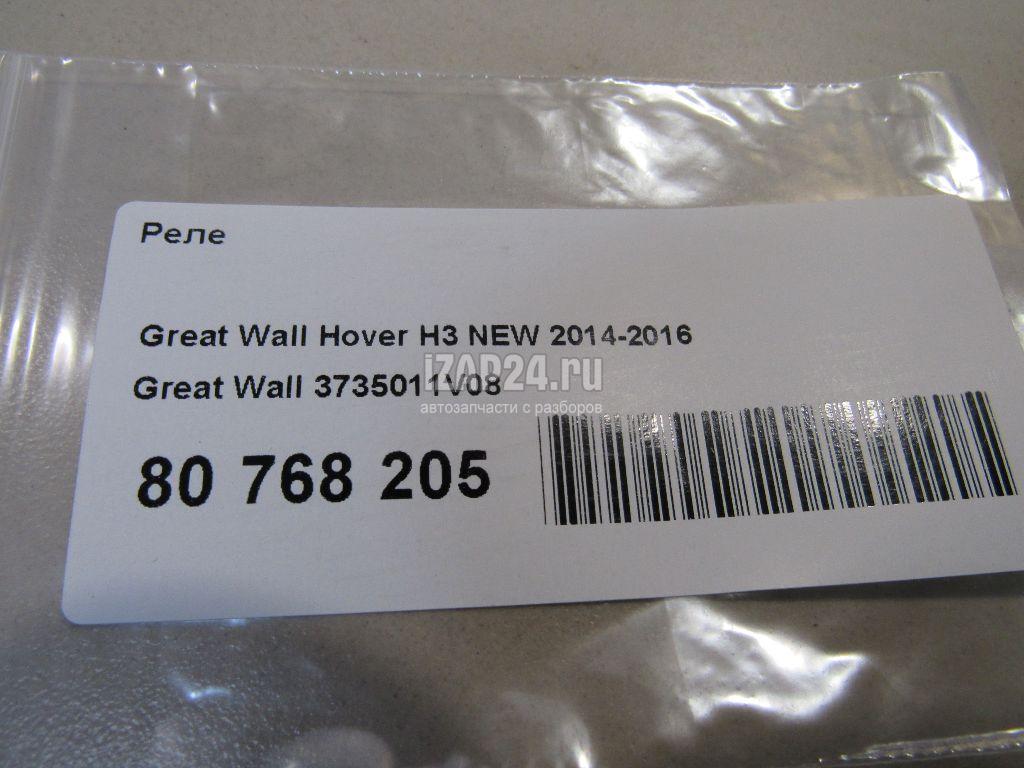 Реле
Great Wall Hover H3 NEW 2014-2016
iZAP24.ru
Great Wall 3735011V08
автозапчасти с разборов
80 768 205